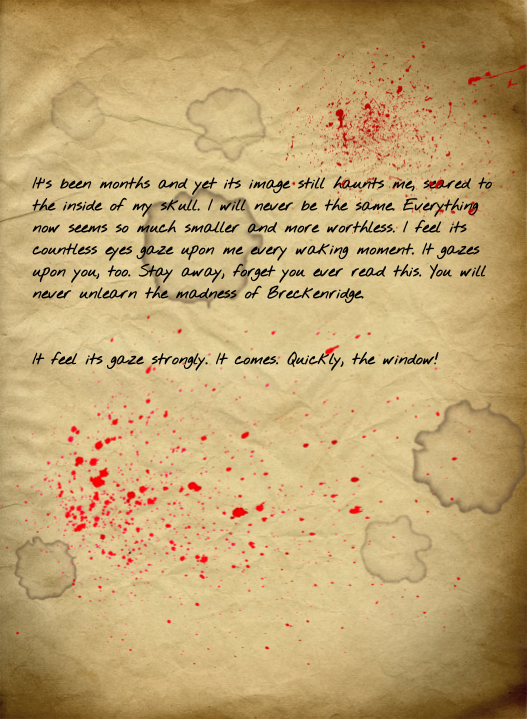 It's been months and yet its image still haunts me, seared to
the inside of my skull. I will never be the same. Everything
now seems so much smaller and more worthless. I feel its
countless eyes gaze upon me every waking moment. It gazes
upon you, too. Stay away, forget you ever read this. You will
never unlearn the madness of Breckenridge.
It feel its gaze strongly. It comes. Quickly, the window!